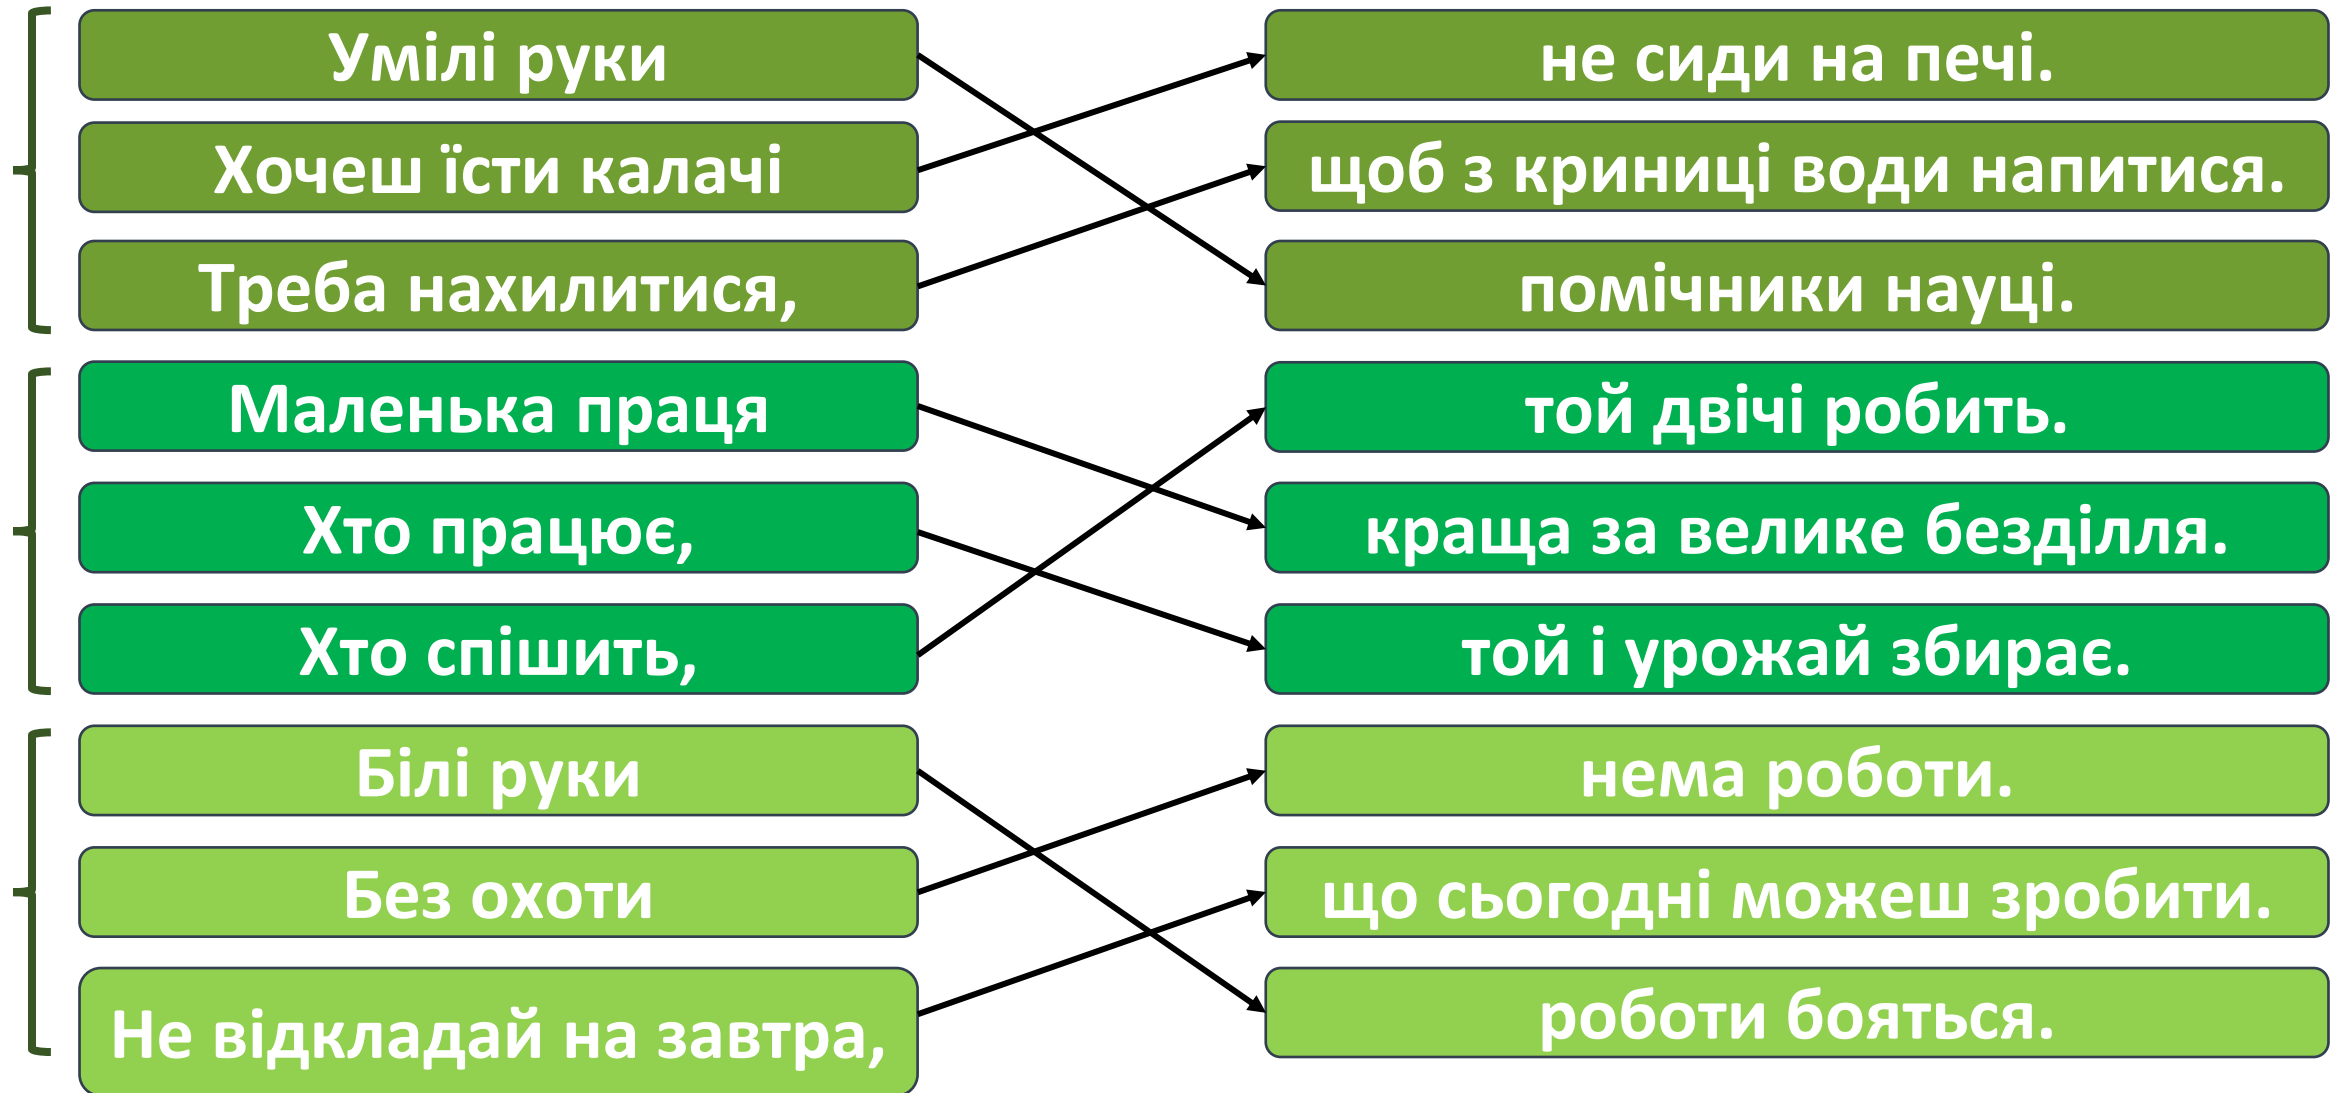 Умілі руки
не сиди на печі.
Хочеш їсти калачі
щоб з криниці води напитися.
Треба нахилитися,
помічники науці.
Маленька праця
той двічі робить.
Хто працює,
краща за велике безділля.
Хто спішить,
той і урожай збирає.
Білі руки
нема роботи.
Без охоти
що сьогодні можеш зробити.
Не відкладай на завтра,
роботи бояться.